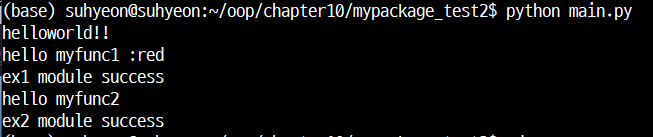 (base) suhyeon@suhyeon:~/oop/chapter10/mypackage_test2$ python main.py
helloworld!!
hello myfunc1 :red
ex1 module success
hello myfunc2
ex2 module success